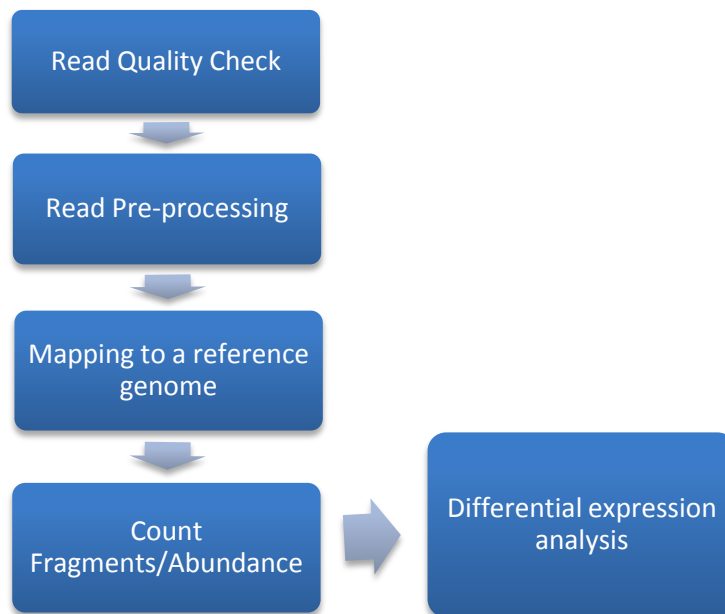 Read Quality Check
Read Pre-processing
Mapping to a reference
genome
Count
Fragments/Abundance
Differential expression
analysis